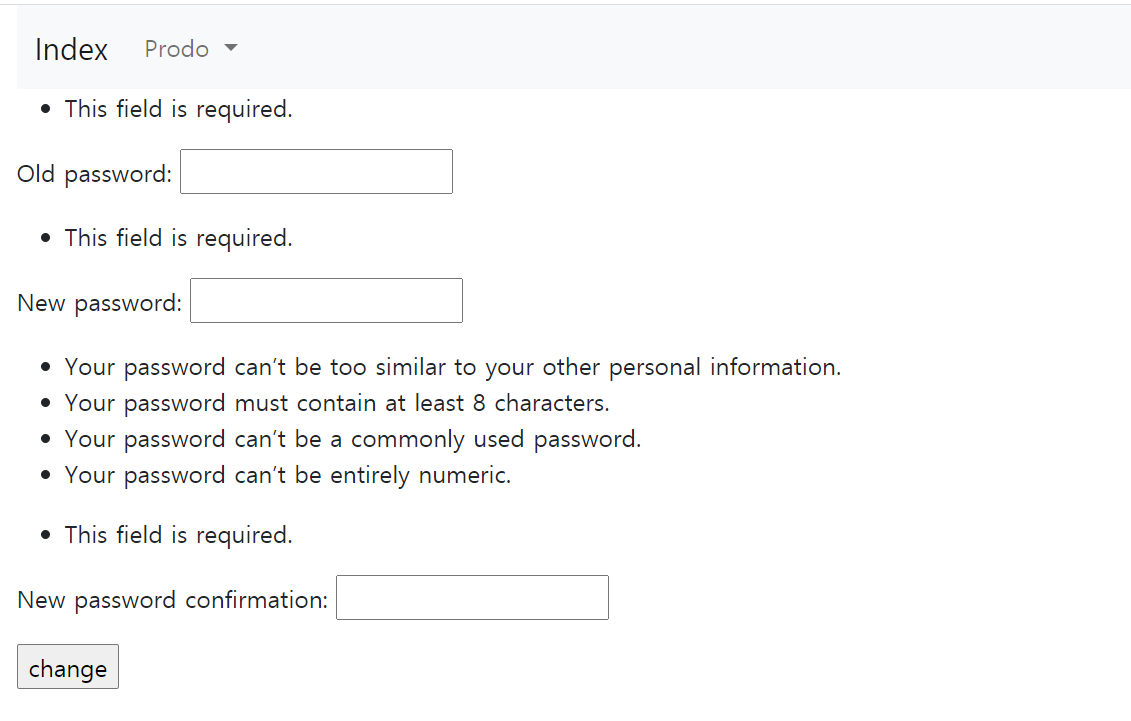 Index Prodo
This field is required.
Old password:
This field is required.
New password:
Your password can’t be too similar to your other personal information.
Your password must contain at least 8 characters.
Your password can’t be a commonly used password.
Your password can’t be entirely numeric.
This field is required.
New password confirmation:
change